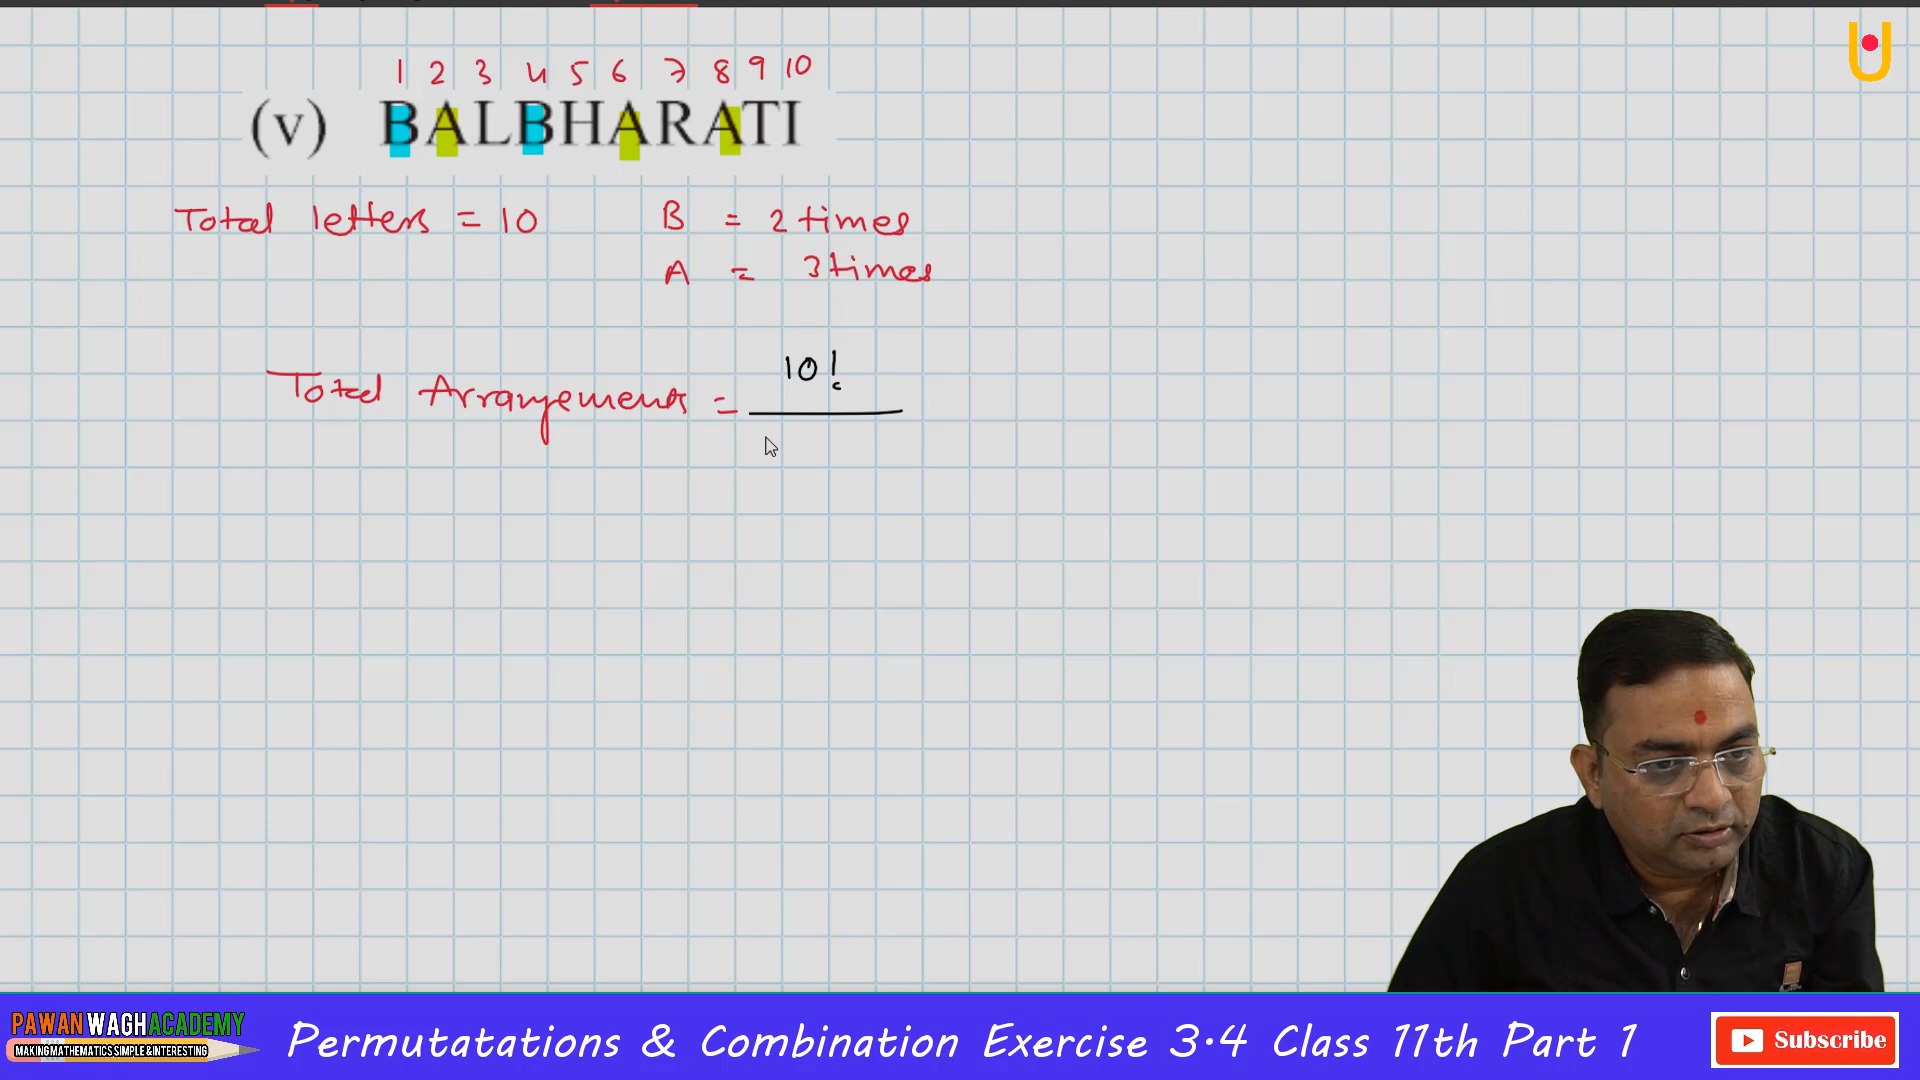 1 2 3 4 5 6 7 8 9 10
(v) BALBHARATI
Total letters = 10 B = 2 times
A = 3 times
Total Arrangements = 10!
PAWAN WAGH ACADEMY
MAKING MATHEMATICS SIMPLE & INTERESTING
Permutatations & Combination Exercise 3.4 Class 11th Part 1
Subscribe